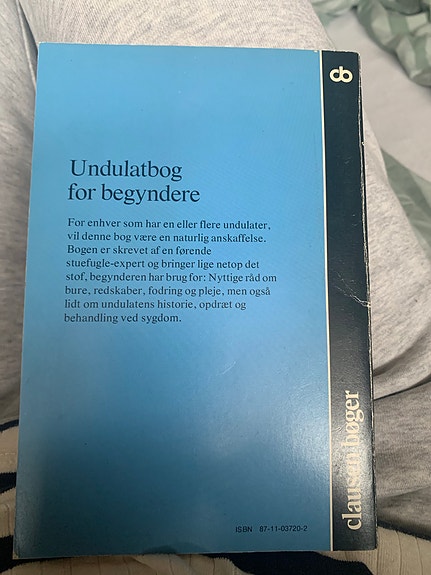 cb
Undulatbog
for begyndere
For enhver som har en eller flere undulater,
vil denne bog være en naturlig anskaffelse.
Bogen er skrevet af en førende
stuefugle-expert og bringer lige netop det
stof, begynderen har brug for: Nyttige råd om
bure, redskaber, fodring og pleje, men også
lidt om undulatens historie, opdræt og
behandling ved sygdom.
clausens bøger
ISBN 87-11-03720-2